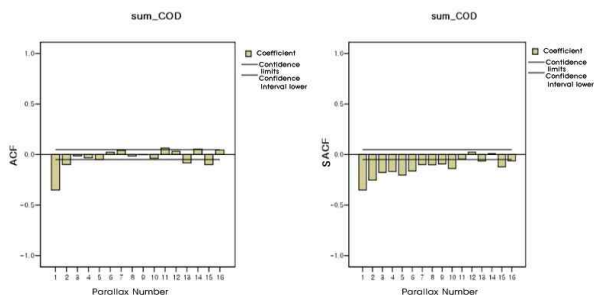 sum_COD
1.0
0.5
0.0
-0.5
-1.0
ACF
1 2 3 4 5 6 7 8 9 10 11 12 13 14 15 16
Parallax Number
Coefficient
Confidence
limits
Confidence
Interval lower
sum_COD
1.0
0.5
0.0
-0.5
-1.0
SACF
1 2 3 4 5 6 7 8 9 10 11 12 13 14 15 16
Parallax Number
Coefficient
Confidence
limits
Confidence
Interval lower